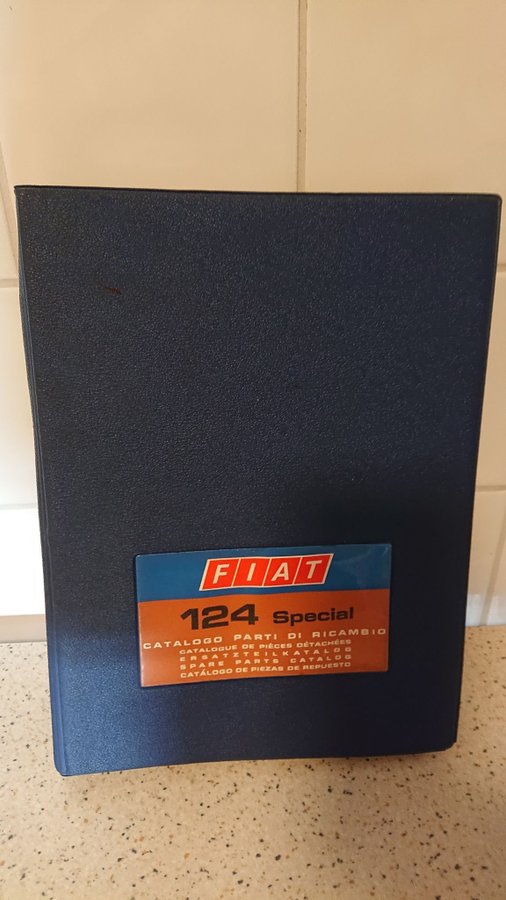 FIAT
124 Special
CATALOGO PARTI DI RICAMBIO
CATALOGUE DE PIÈCES DÉTACHÉES
ERSATZTEILKATALOG
SPARE PARTS CATALOG
CATÁLOGO DE PIEZAS DE REPUESTO